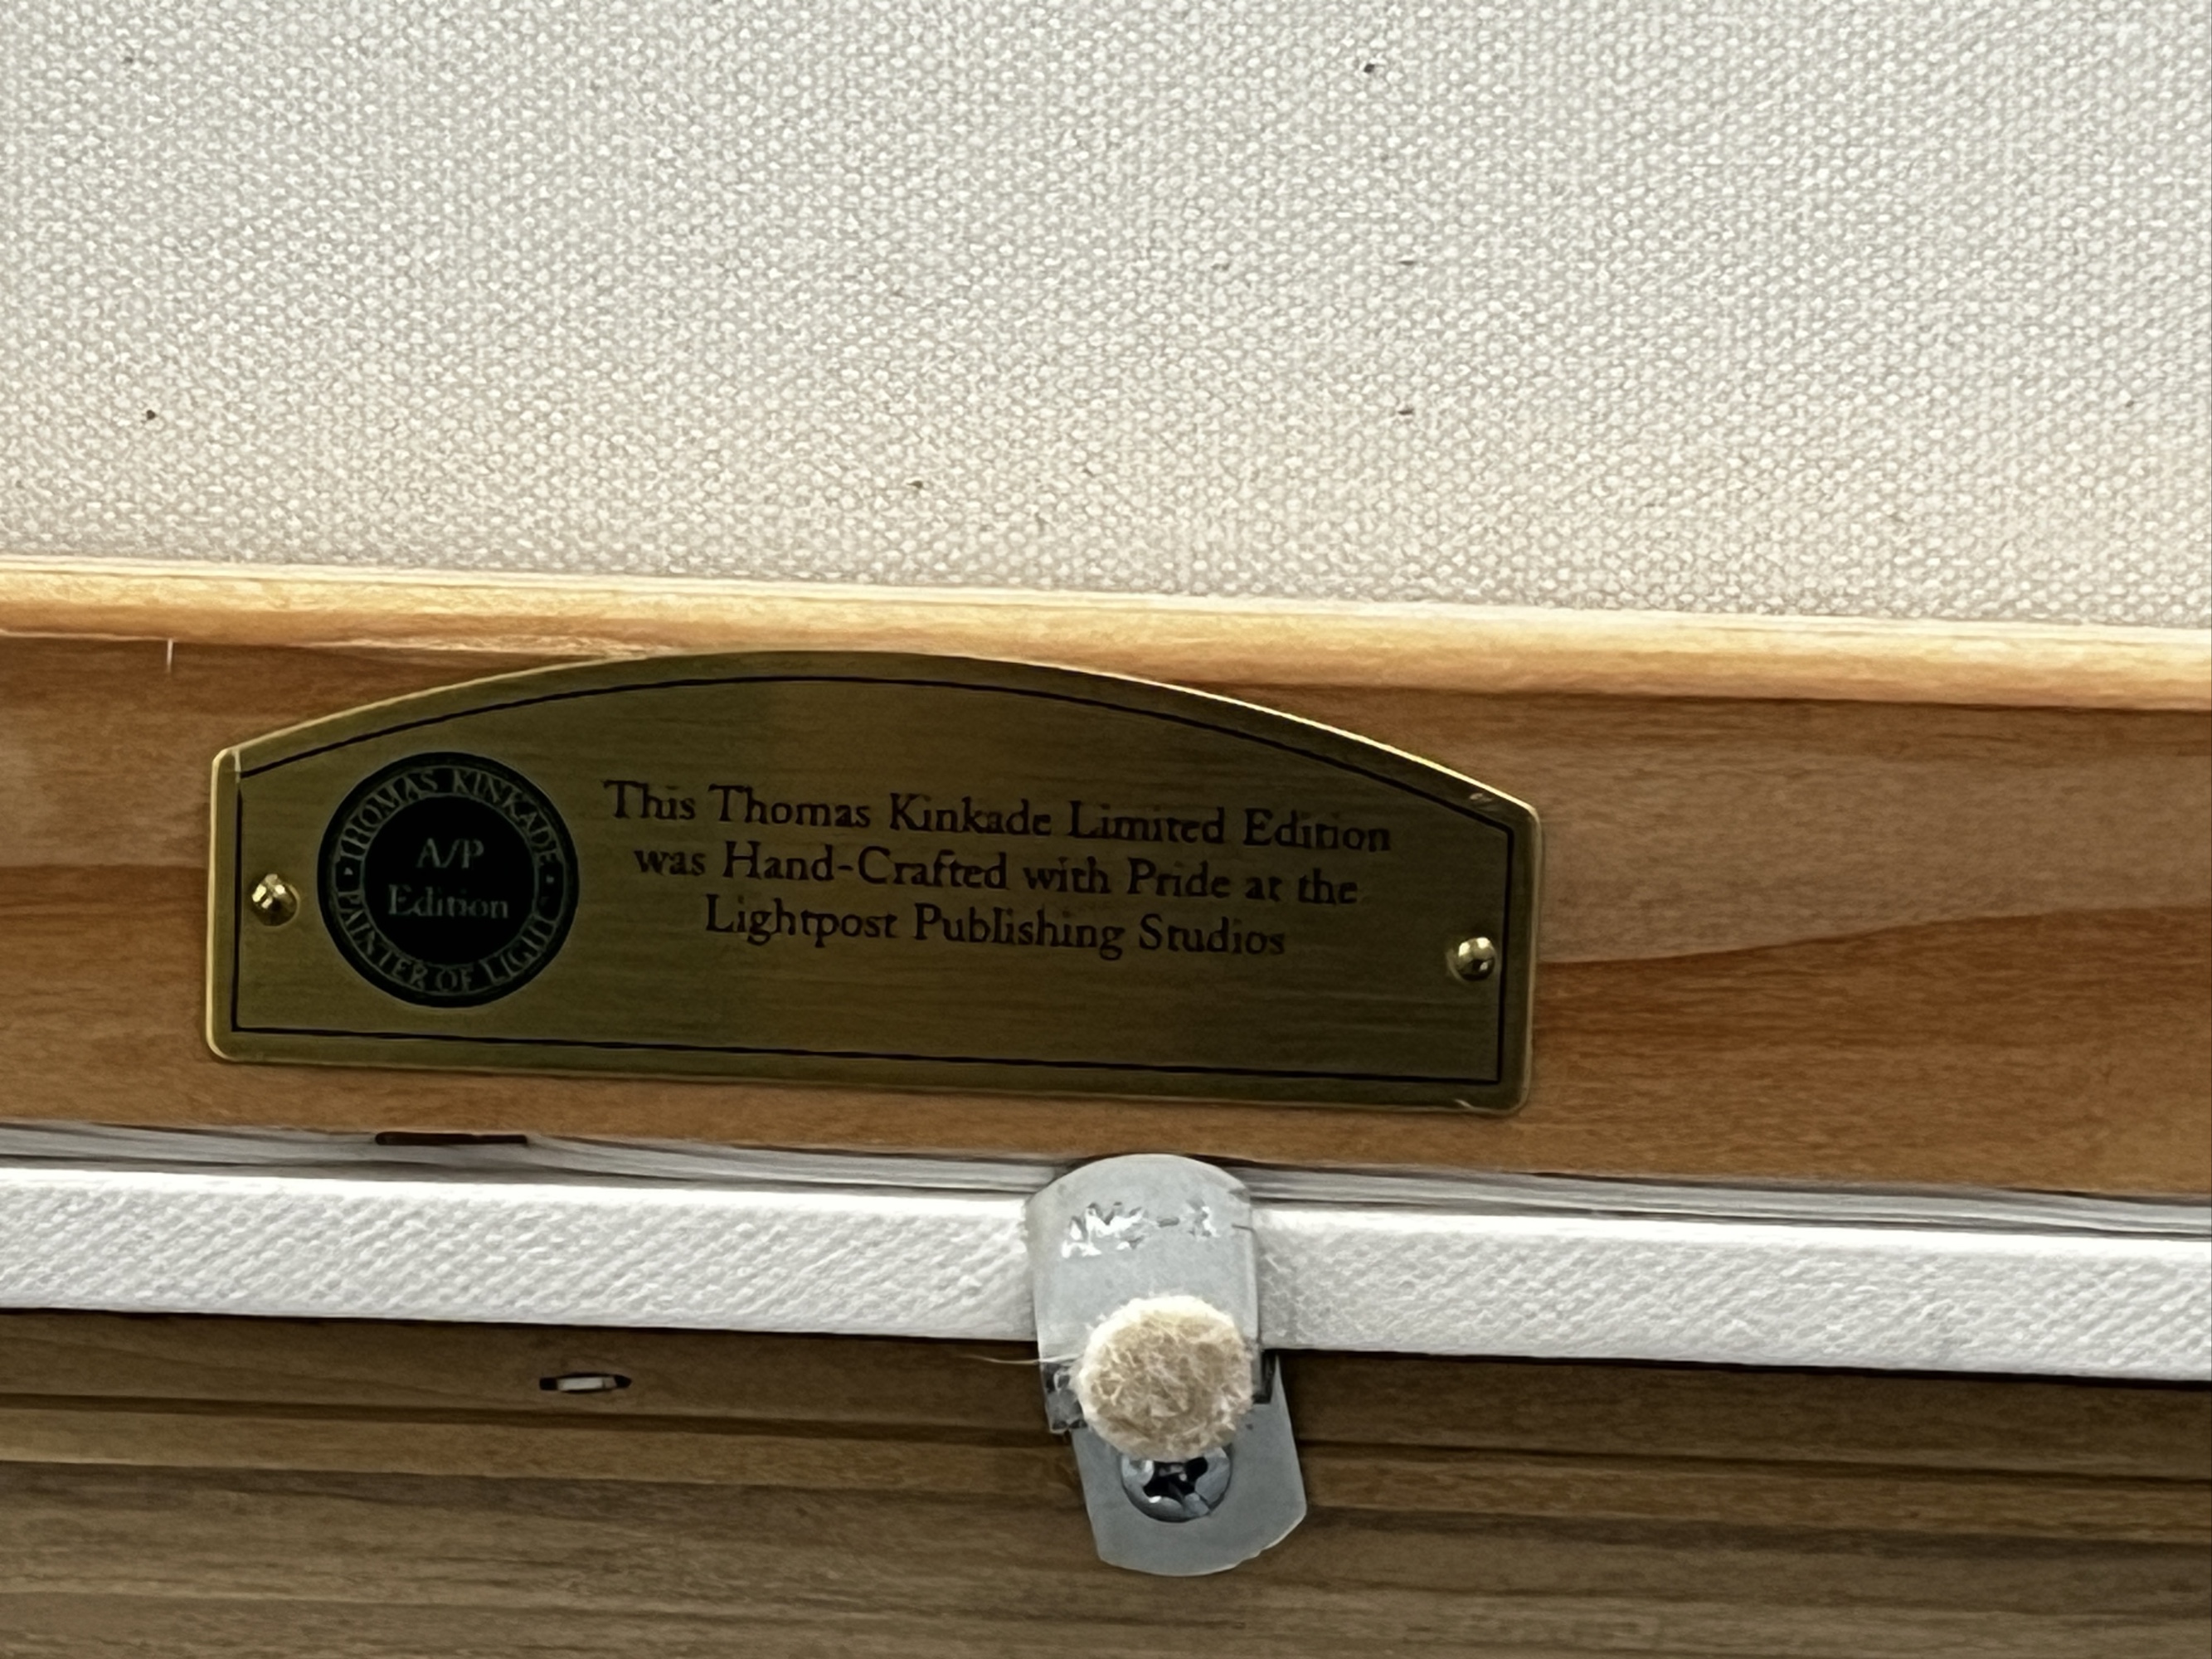 THOMAS KINKADE
A/P
Edition
PAINTER OF LIGHT
This Thomas Kinkade Limited Edition
was Hand-Crafted with Pride at the
Lightpost Publishing Studios